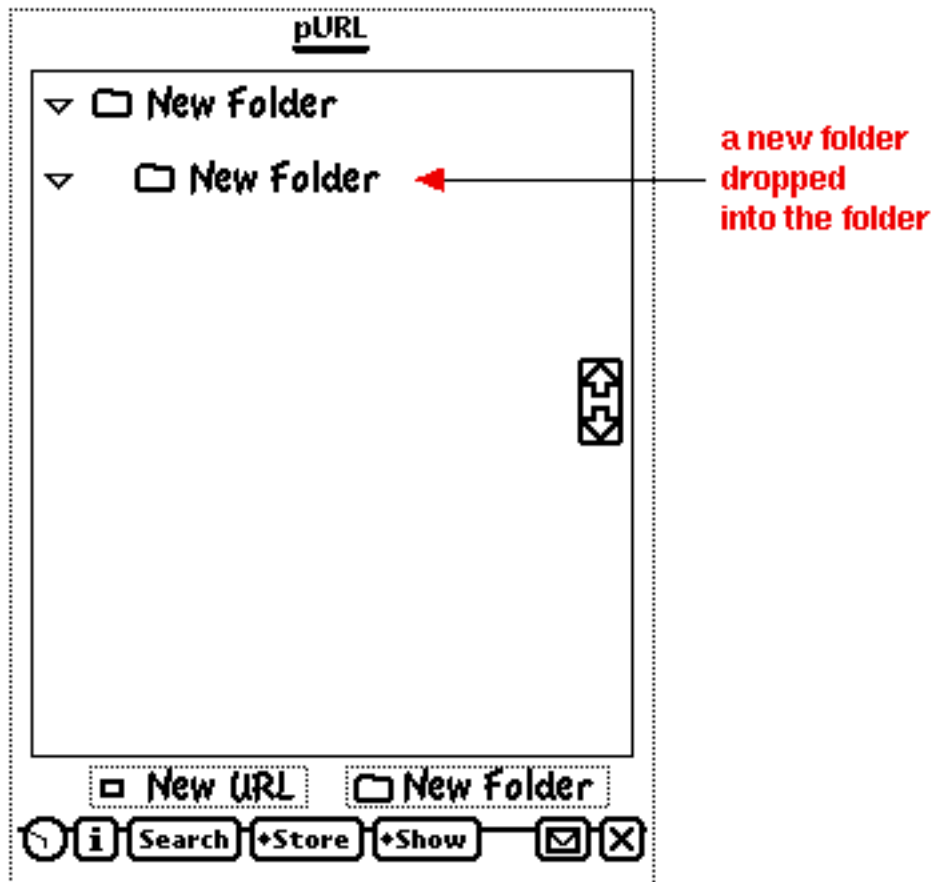 pURL
New Folder
New Folder
a new folder
dropped
into the folder
New URL New Folder
i Search •Store •Show X